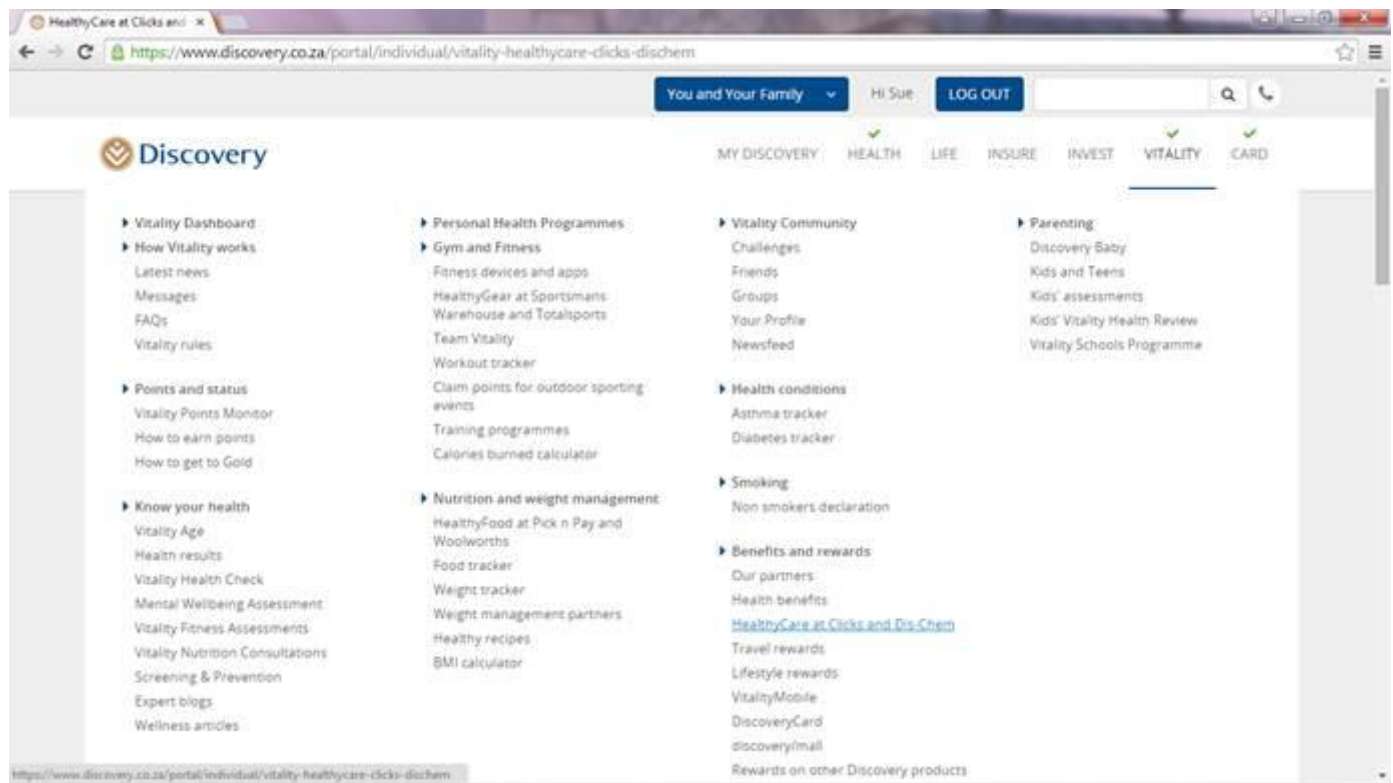 HealthyCare at Clicks and
https://www.discovery.co.za/portal/individual/vitality-healthycare-clicks-dischem
You and Your Family
Hi Sue
LOG OUT
Discovery
MY DISCOVERY
HEALTH
LIFE
INSURE
INVEST
VITALITY
CARD
Vitality Dashboard
How Vitality works
Latest news
Messages
FAQs
Vitality rules
Points and status
Vitality Points Monitor
How to earn points
How to get to Gold
Know your health
Vitality Age
Health results
Vitality Health Check
Mental Wellbeing Assessment
Vitality Fitness Assessments
Vitality Nutrition Consultations
Screening & Prevention
Expert blogs
Wellness articles
Personal Health Programmes
Gym and Fitness
Fitness devices and apps
HealthyGear at Sportsmans
Warehouse and Totalsports
Team Vitality
Workout tracker
Claim points for outdoor sporting
events
Training programmes
Calories burned calculator
Nutrition and weight management
HealthyFood at Pick n Pay and
Woolworths
Food tracker
Weight tracker
Weight management partners
Healthy recipes
BMI calculator
Vitality Community
Challenges
Friends
Groups
Your Profile
Newsfeed
Health conditions
Asthma tracker
Diabetes tracker
Smoking
Non smokers declaration
Benefits and rewards
Our partners
Health benefits
HealthyCare at Clicks and Dis-Chem
Travel rewards
Lifestyle rewards
VitalityMobile
DiscoveryCard
discovery/mall
Rewards on other Discovery products
Parenting
Discovery Baby
Kids and Teens
Kids' assessments
Kids' Vitality Health Review
Vitality Schools Programme
https://www.discovery.co.za/portal/individual/vitality-healthycare-clicks-dischem